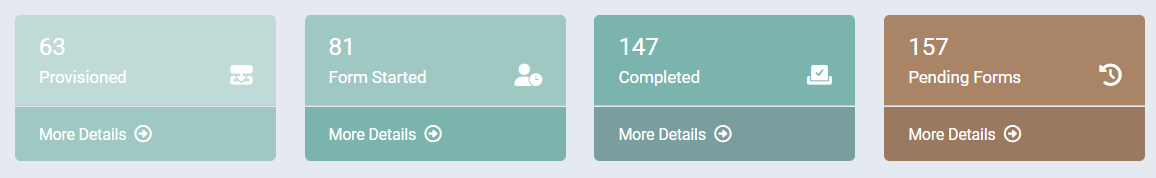 63
Provisioned
More Details
81
Form Started
More Details
147
Completed
More Details
157
Pending Forms
More Details